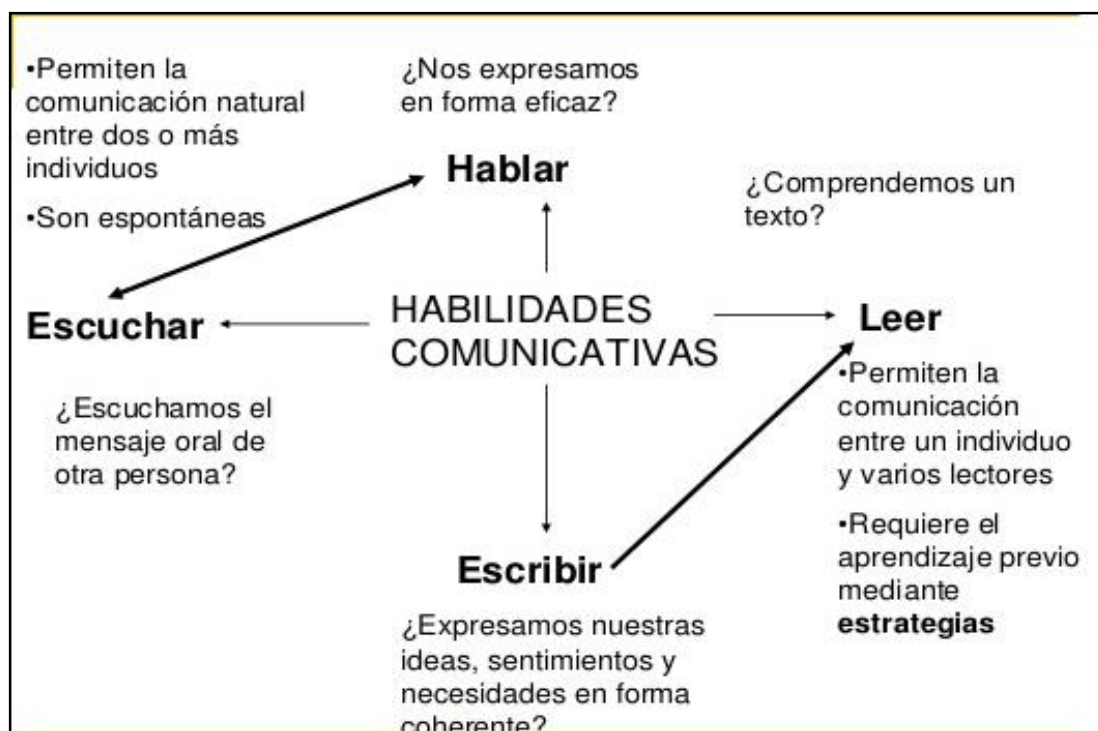 •Permiten la
comunicación natural
entre dos o más
individuos
•Son espontáneas
¿Nos expresamos
en forma eficaz?
Hablar
¿Comprendemos un
texto?
Escuchar
HABILIDADES
COMUNICATIVAS
Leer
¿Escuchamos el
mensaje oral de
otra persona?
•Permiten la
comunicación
entre un individuo
y varios lectores
•Requiere el
aprendizaje previo
mediante
estrategias
Escribir
¿Expresamos nuestras
ideas, sentimientos y
necesidades en forma
coherente?